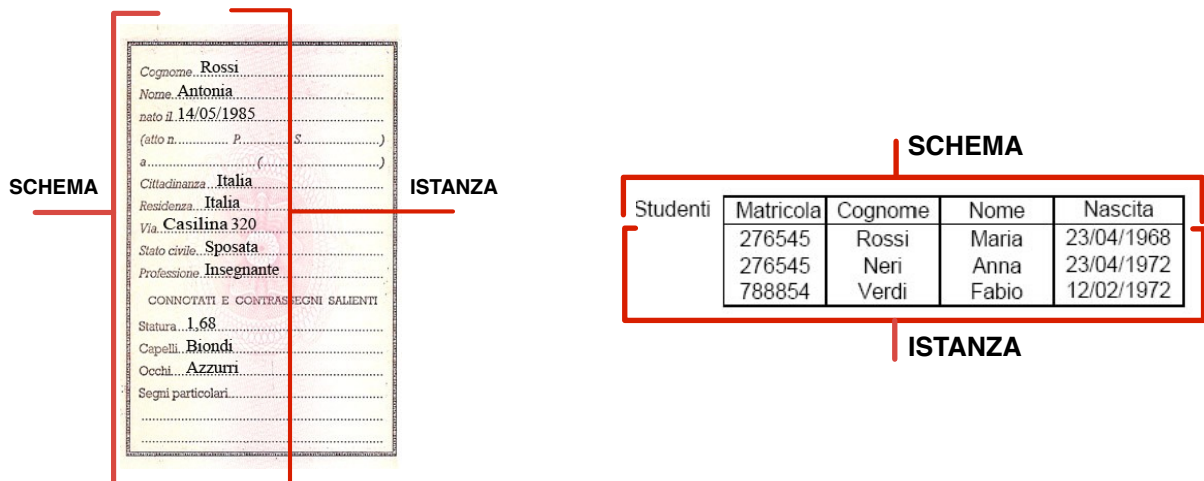 SCHEMA
Cognome Rossi
Nome Antonia
nato il 14/05/1985
(atto n. P. S. )
a ( )
Cittadinanza Italia
Residenza Italia
Via Casilina 320
Stato civile Sposata
Professione Insegnante
CONNOTATI E CONTRASSEGNI SALIENTI
Statura 1,68
Capelli Biondi
Occhi Azzurri
Segni particolari
ISTANZA
SCHEMA
Studenti Matricola Cognome Nome Nascita
276545 Rossi Maria 23/04/1968
276545 Neri Anna 23/04/1972
788854 Verdi Fabio 12/02/1972
ISTANZA